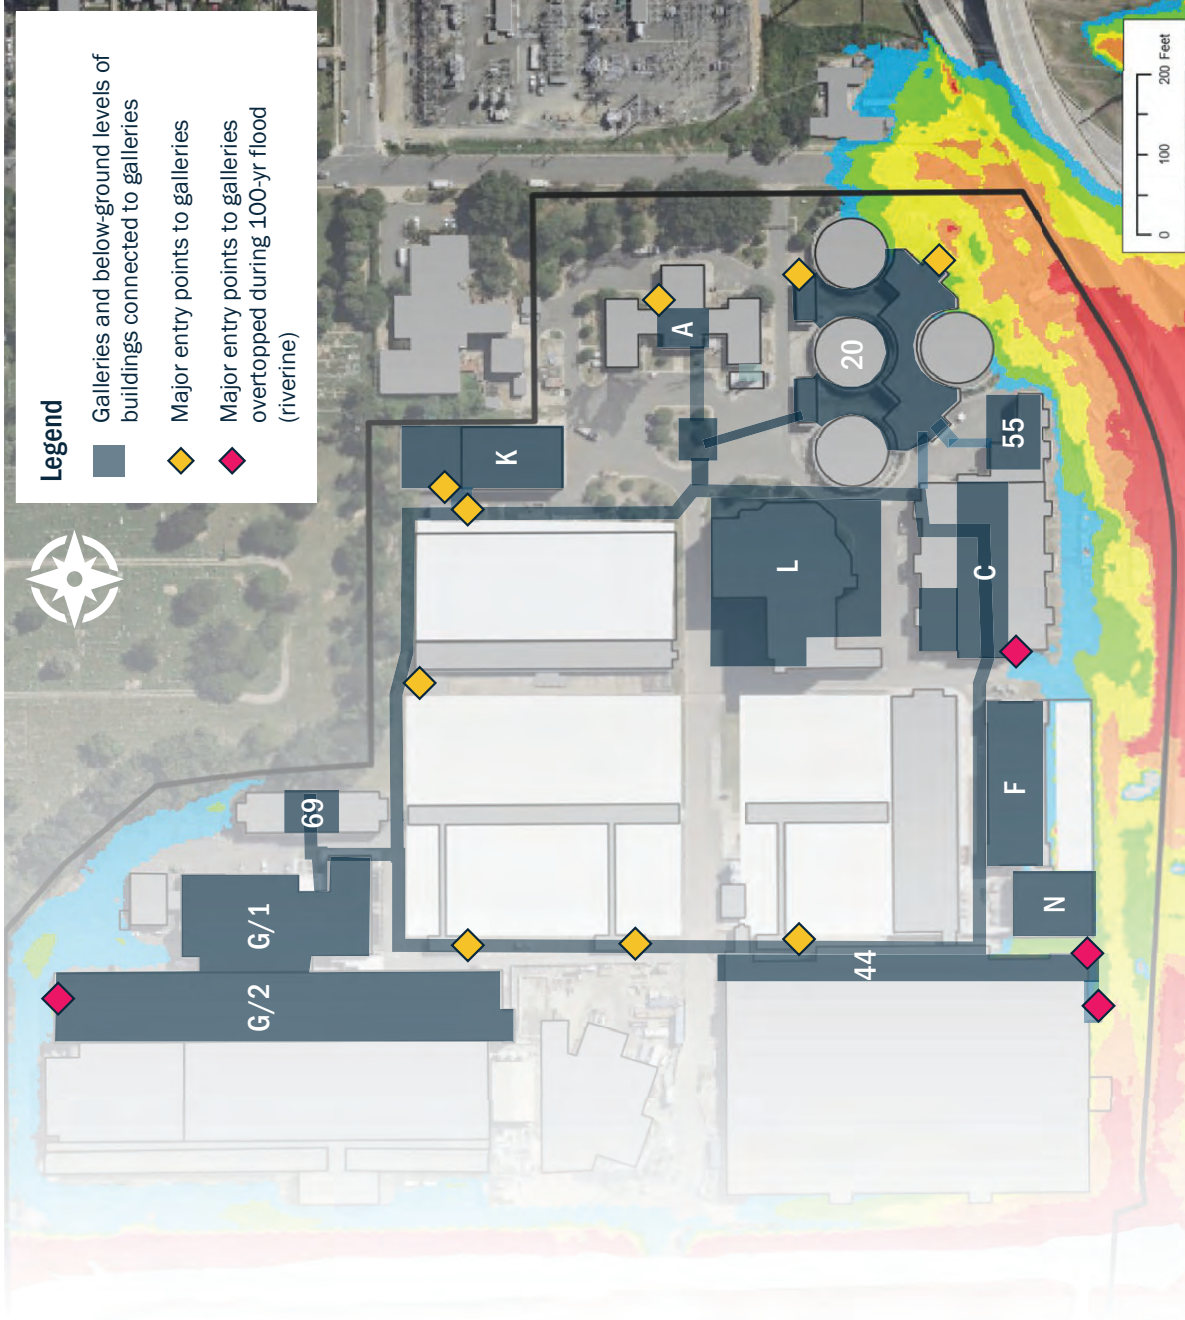 Legend
Galleries and below-ground levels of
buildings connected to galleries
Major entry points to galleries
Major entry points to galleries
overtopped during 100-yr flood
(riverine)
0 100 200 Feet
K
A
20
55
L
C
69
G/1
G/2
44
F
N